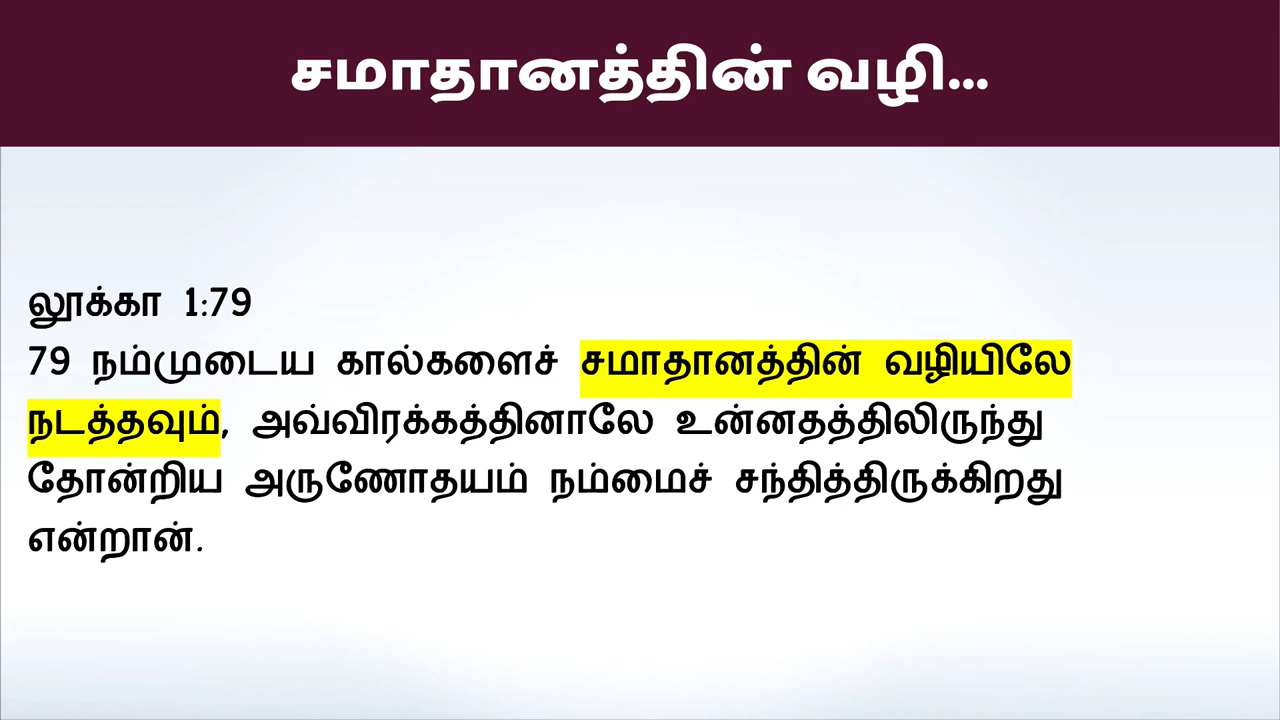 சமாதானத்தின் வழி...
லூக்கா 1:79
79 நம்முடைய கால்களைச் சமாதானத்தின் வழியிலே
நடத்தவும், அவ்விரக்கத்தினாலே உன்னதத்திலிருந்து
தோன்றிய அருணோதயம் நம்மைச் சந்தித்திருக்கிறது
என்றான்.